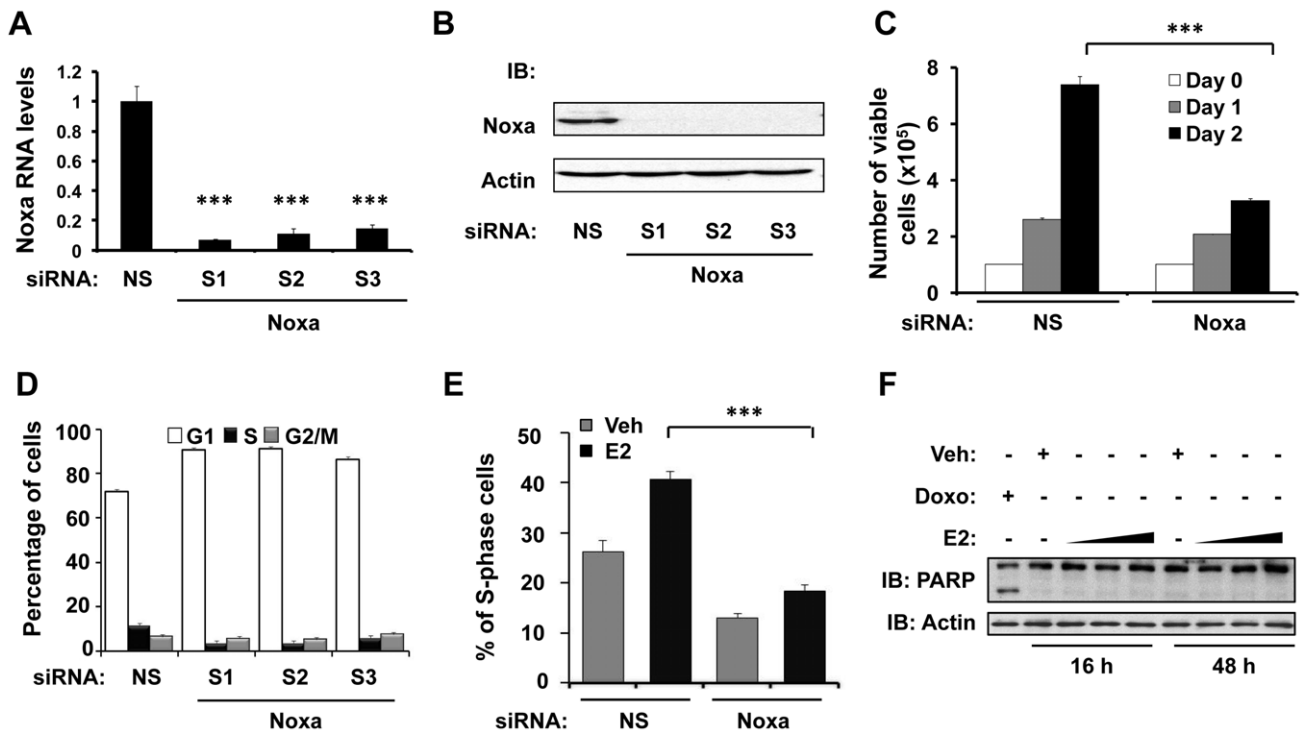 A
Noxa RNA levels
1.2
1
0.8
0.6
0.4
0.2
0
*** *** ***
siRNA: NS S1 S2 S3
Noxa
B
IB:
Noxa
Actin
siRNA: NS S1 S2 S3
Noxa
C
Number of viable
cells (x10⁵)
8
6
4
2
0
***
Day 0
Day 1
Day 2
siRNA: NS Noxa
D
Percentage of cells
100
80
60
40
20
0
G1 S G2/M
siRNA: NS S1 S2 S3
Noxa
E
% of S-phase cells
50
40
30
20
10
0
Veh
E2
***
siRNA: NS Noxa
F
Veh: - + - - - + - - -
Doxo: + - - - - - - - -
E2: - - -
IB: PARP
IB: Actin
16 h 48 h